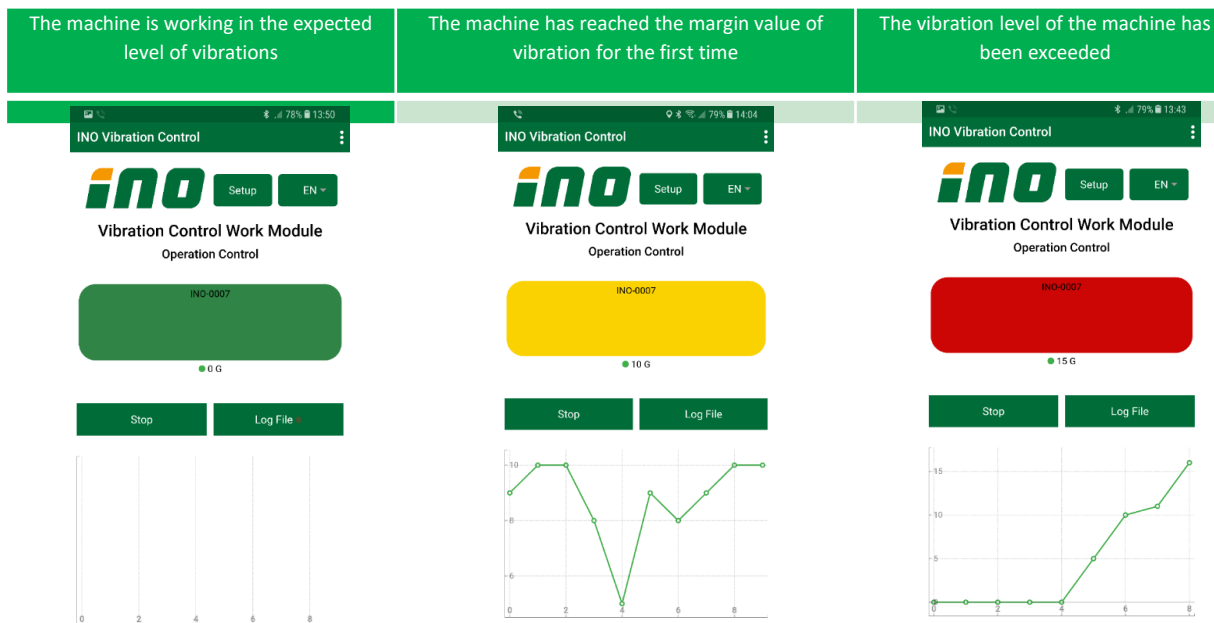 The machine is working in the expected
level of vibrations
The machine has reached the margin value of
vibration for the first time
The vibration level of the machine has
been exceeded
78% 13:50
INO Vibration Control
ino
Setup
EN
Vibration Control Work Module
Operation Control
INO-0007
0 G
Stop
Log File
0 2 4 6 8
79% 14:04
INO Vibration Control
ino
Setup
EN
Vibration Control Work Module
Operation Control
INO-0007
10 G
Stop
Log File
10
8
6
0 2 4 6 8
79% 13:43
INO Vibration Control
ino
Setup
EN
Vibration Control Work Module
Operation Control
INO-0007
15 G
Stop
Log File
15
10
5
0
0 2 4 6 8